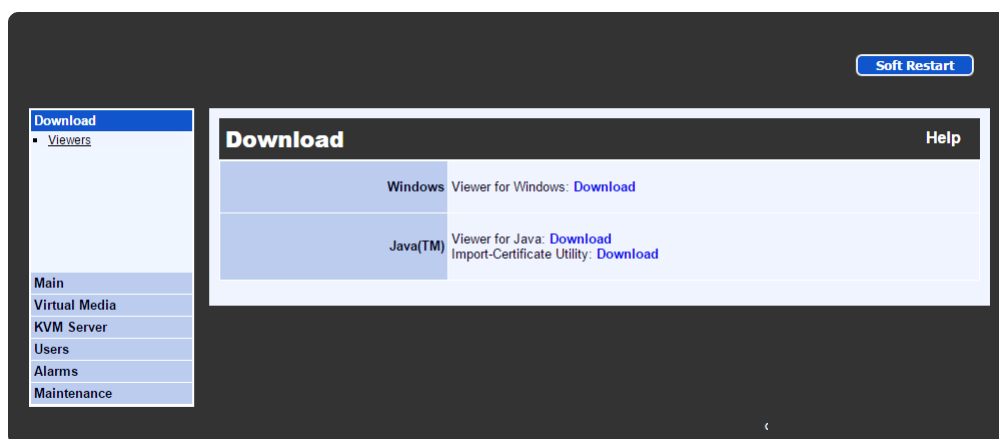 Soft Restart
Download
Viewers
Main
Virtual Media
KVM Server
Users
Alarms
Maintenance
Download Help
Windows Viewer for Windows: Download
Java(TM) Viewer for Java: Download
Import-Certificate Utility: Download